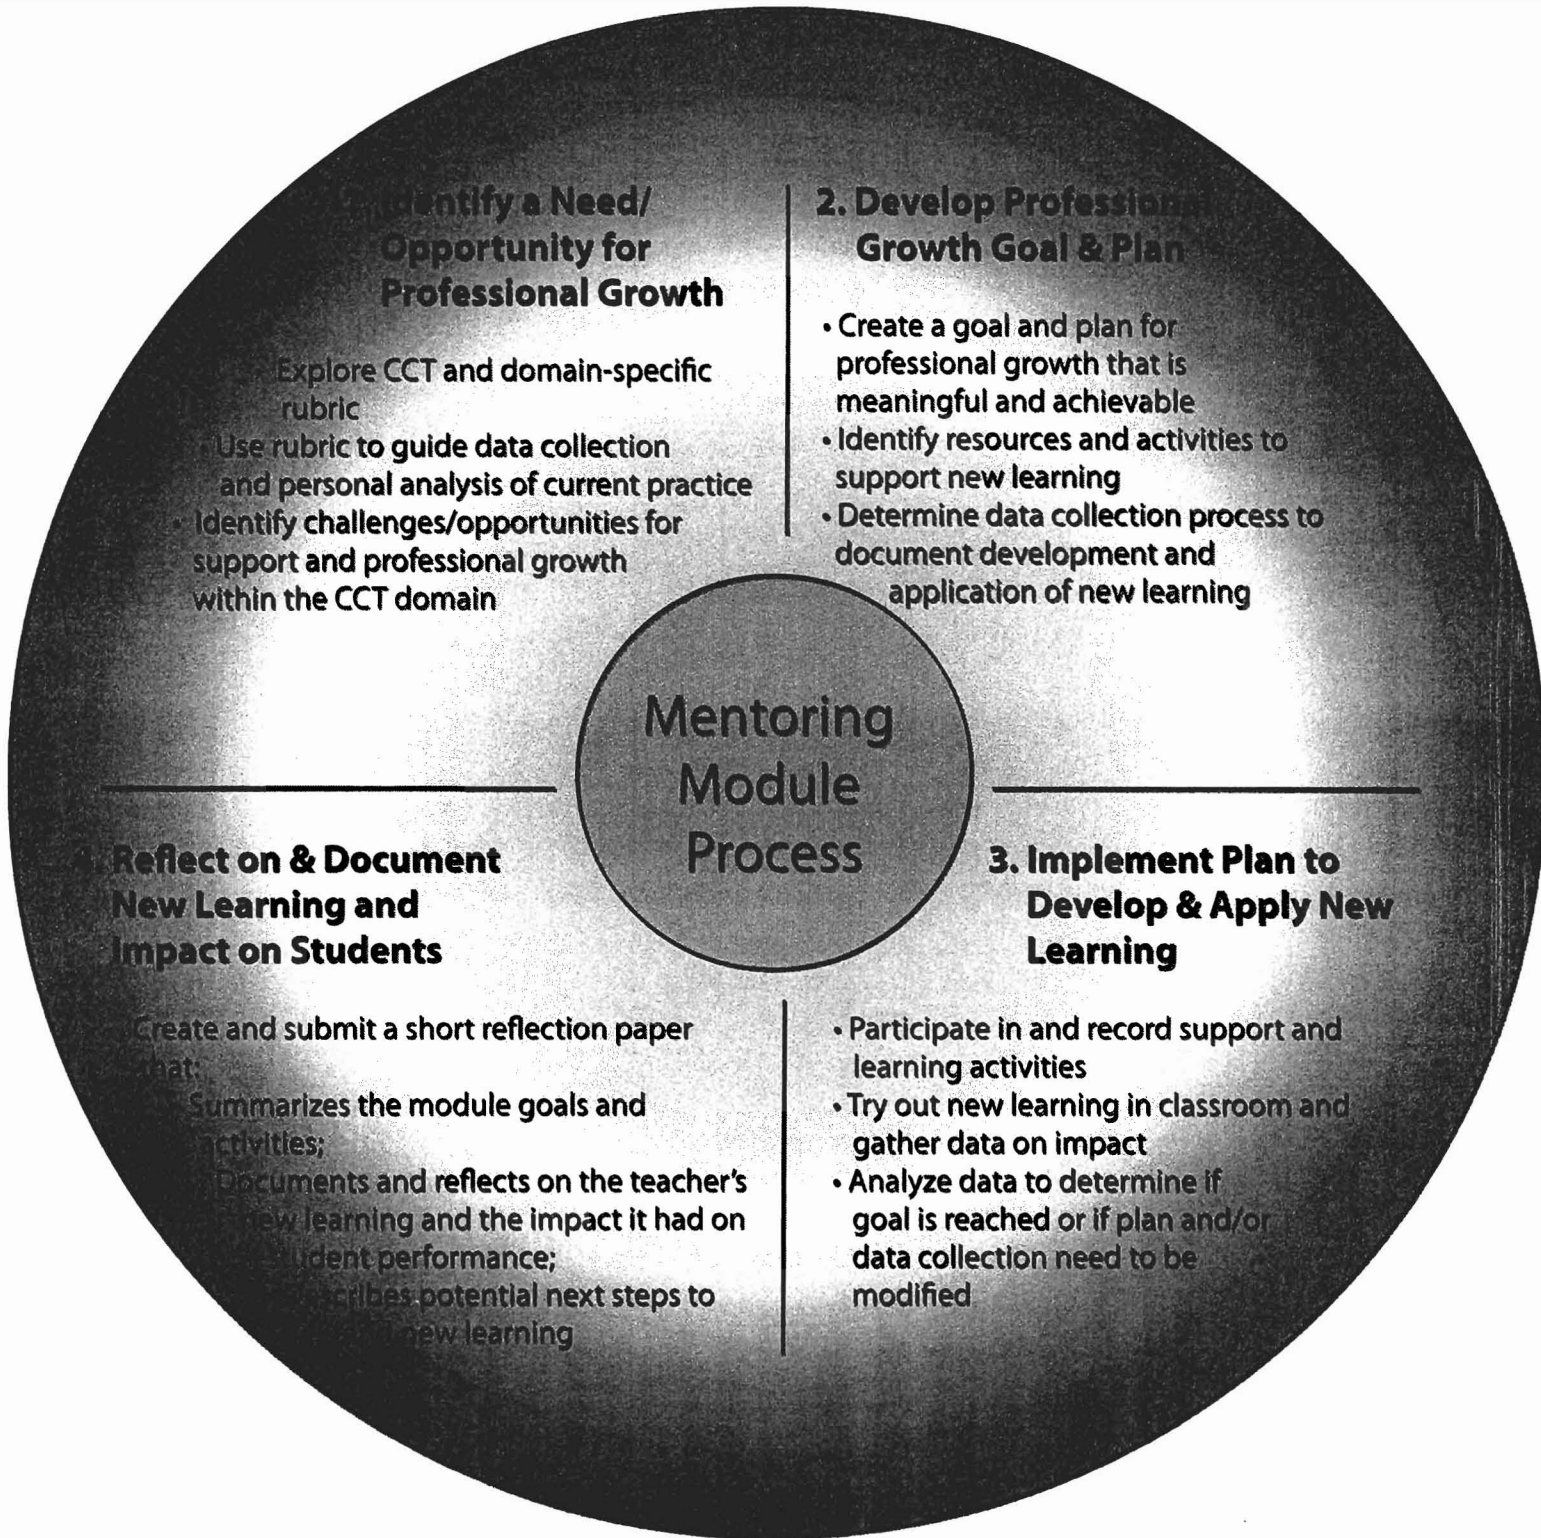 Identify a Need/
Opportunity for
Professional Growth
Explore CCT and domain-specific
rubric
• Use rubric to guide data collection
and personal analysis of current practice
• Identify challenges/opportunities for
support and professional growth
within the CCT domain
2. Develop Professional
Growth Goal & Plan
• Create a goal and plan for
professional growth that is
meaningful and achievable
• Identify resources and activities to
support new learning
• Determine data collection process to
document development and
application of new learning
Mentoring
Module
Process
3. Implement Plan to
Develop & Apply New
Learning
• Participate in and record support and
learning activities
• Try out new learning in classroom and
gather data on impact
• Analyze data to determine if
goal is reached or if plan and/or
data collection need to be
modified
4. Reflect on & Document
New Learning and
Impact on Students
Create and submit a short reflection paper
that:
Summarizes the module goals and
activities;
Documents and reflects on the teacher's
new learning and the impact it had on
student performance;
describes potential next steps to
new learning